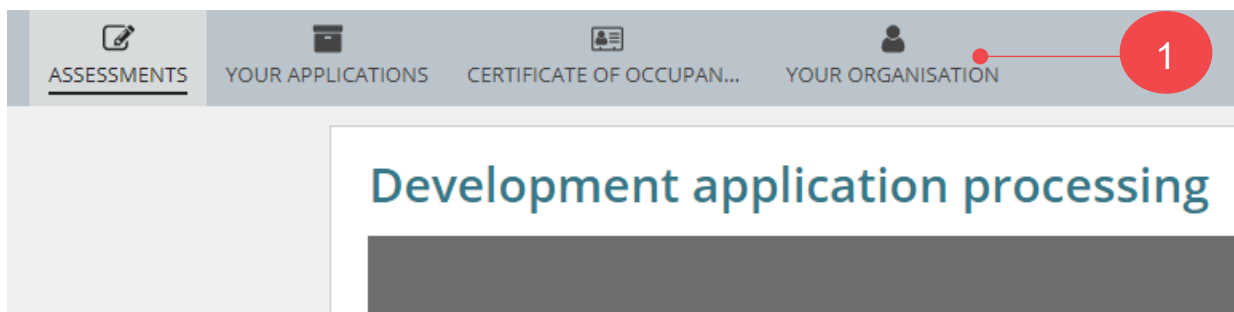 ASSESSMENTS YOUR APPLICATIONS CERTIFICATE OF OCCUPAN... YOUR ORGANISATION
1
Development application processing